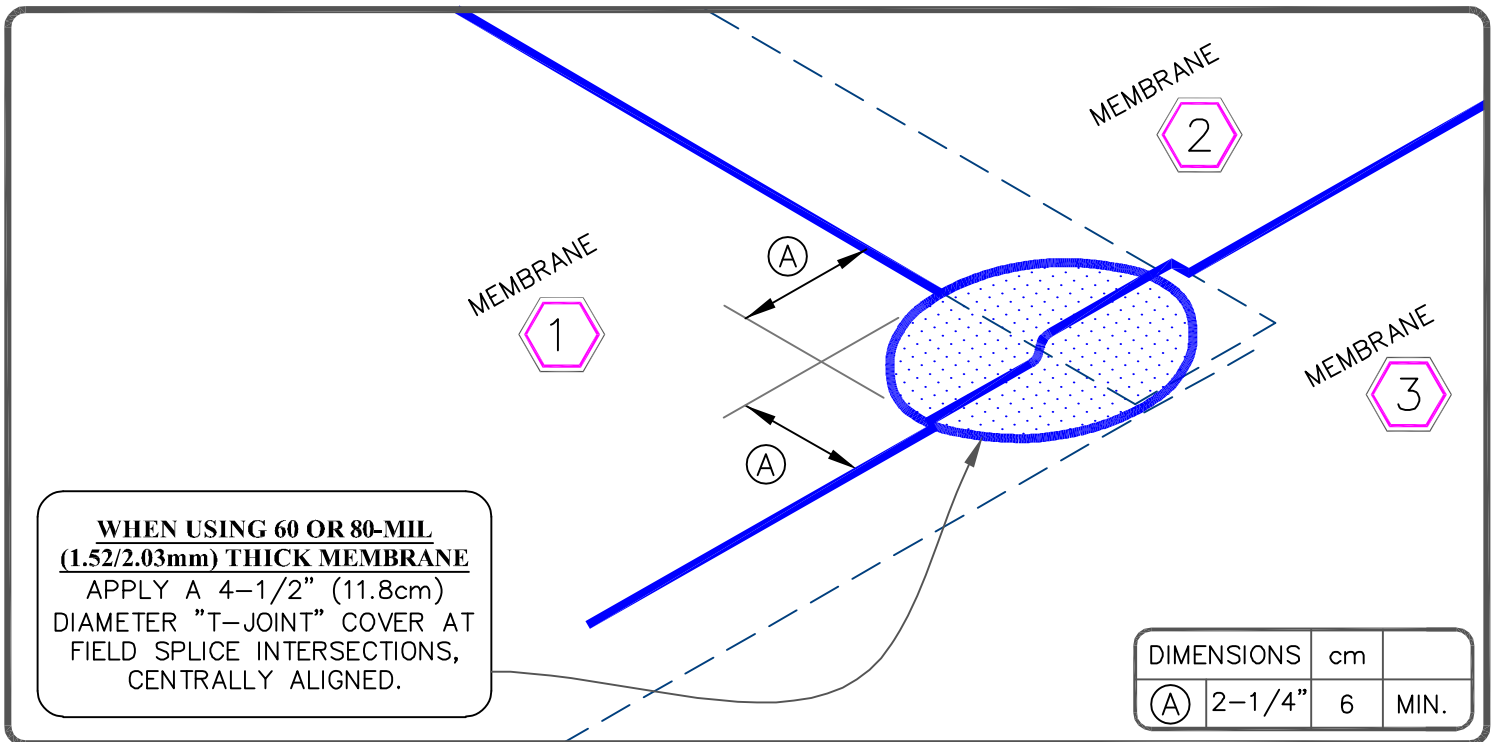 MEMBRANE
2
A
MEMBRANE
1
MEMBRANE
3
A
WHEN USING 60 OR 80-MIL
(1.52/2.03mm) THICK MEMBRANE
APPLY A 4-1/2" (11.8cm)
DIAMETER "T-JOINT" COVER AT
FIELD SPLICE INTERSECTIONS,
CENTRALLY ALIGNED.
DIMENSIONS cm
A 2-1/4" 6 MIN.